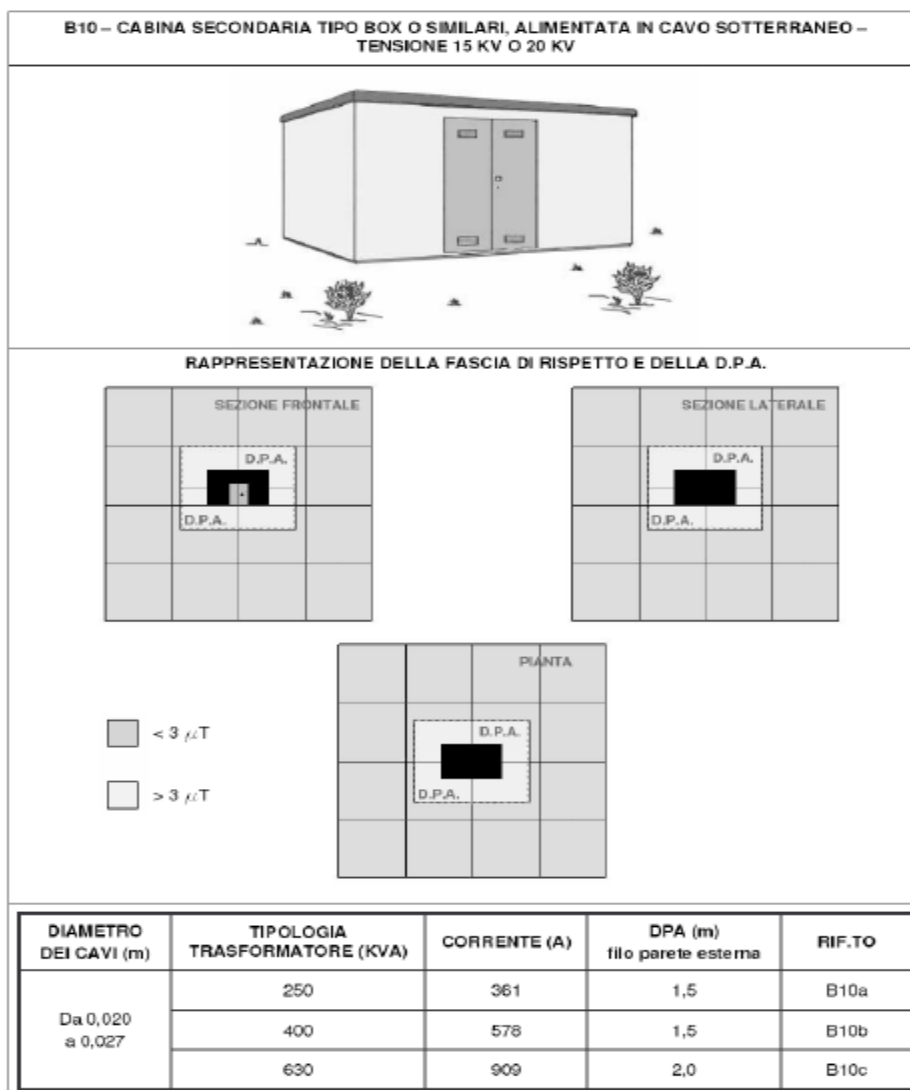 B10 – CABINA SECONDARIA TIPO BOX O SIMILARI, ALIMENTATA IN CAVO SOTTERRANEO –
TENSIONE 15 KV O 20 KV
RAPPRESENTAZIONE DELLA FASCIA DI RISPETTO E DELLA D.P.A.
SEZIONE FRONTALE
D.P.A.
D.P.A.
SEZIONE LATERALE
D.P.A.
D.P.A.
PIANTA
D.P.A.
D.P.A.
< 3 μT
> 3 μT
DIAMETRO
DEI CAVI (m)
TIPOLOGIA
TRASFORMATORE (KVA)
CORRENTE (A)
DPA (m)
filo parete esterna
RIF.TO
Da 0,020
a 0,027
250 361 1,5 B10a
400 578 1,5 B10b
630 909 2,0 B10c